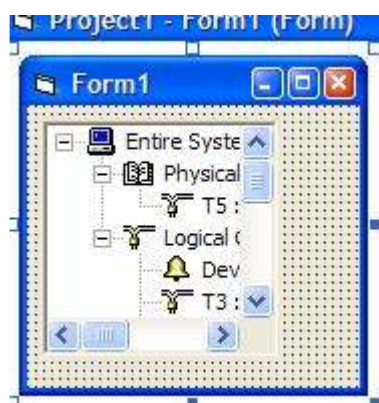 Project1 - Form1 (Form)
Form1
Entire Syste
Physical
T5 :
Logical
Dev
T3 :